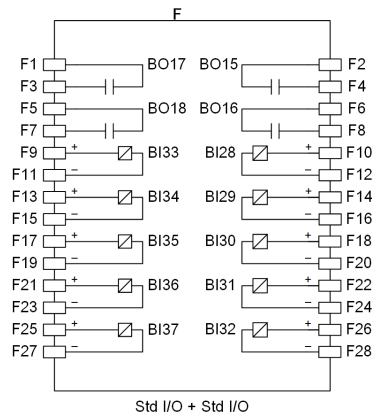 F
F1 BO17 BO15 F2
F3 F4
F5 BO18 BO16 F6
F7 F8
F9 + BI33 BI28 + F10
F11 − − F12
F13 + BI34 BI29 + F14
F15 − − F16
F17 + BI35 BI30 + F18
F19 − − F20
F21 + BI36 BI31 + F22
F23 − − F24
F25 + BI37 BI32 + F26
F27 − − F28
Std I/O + Std I/O